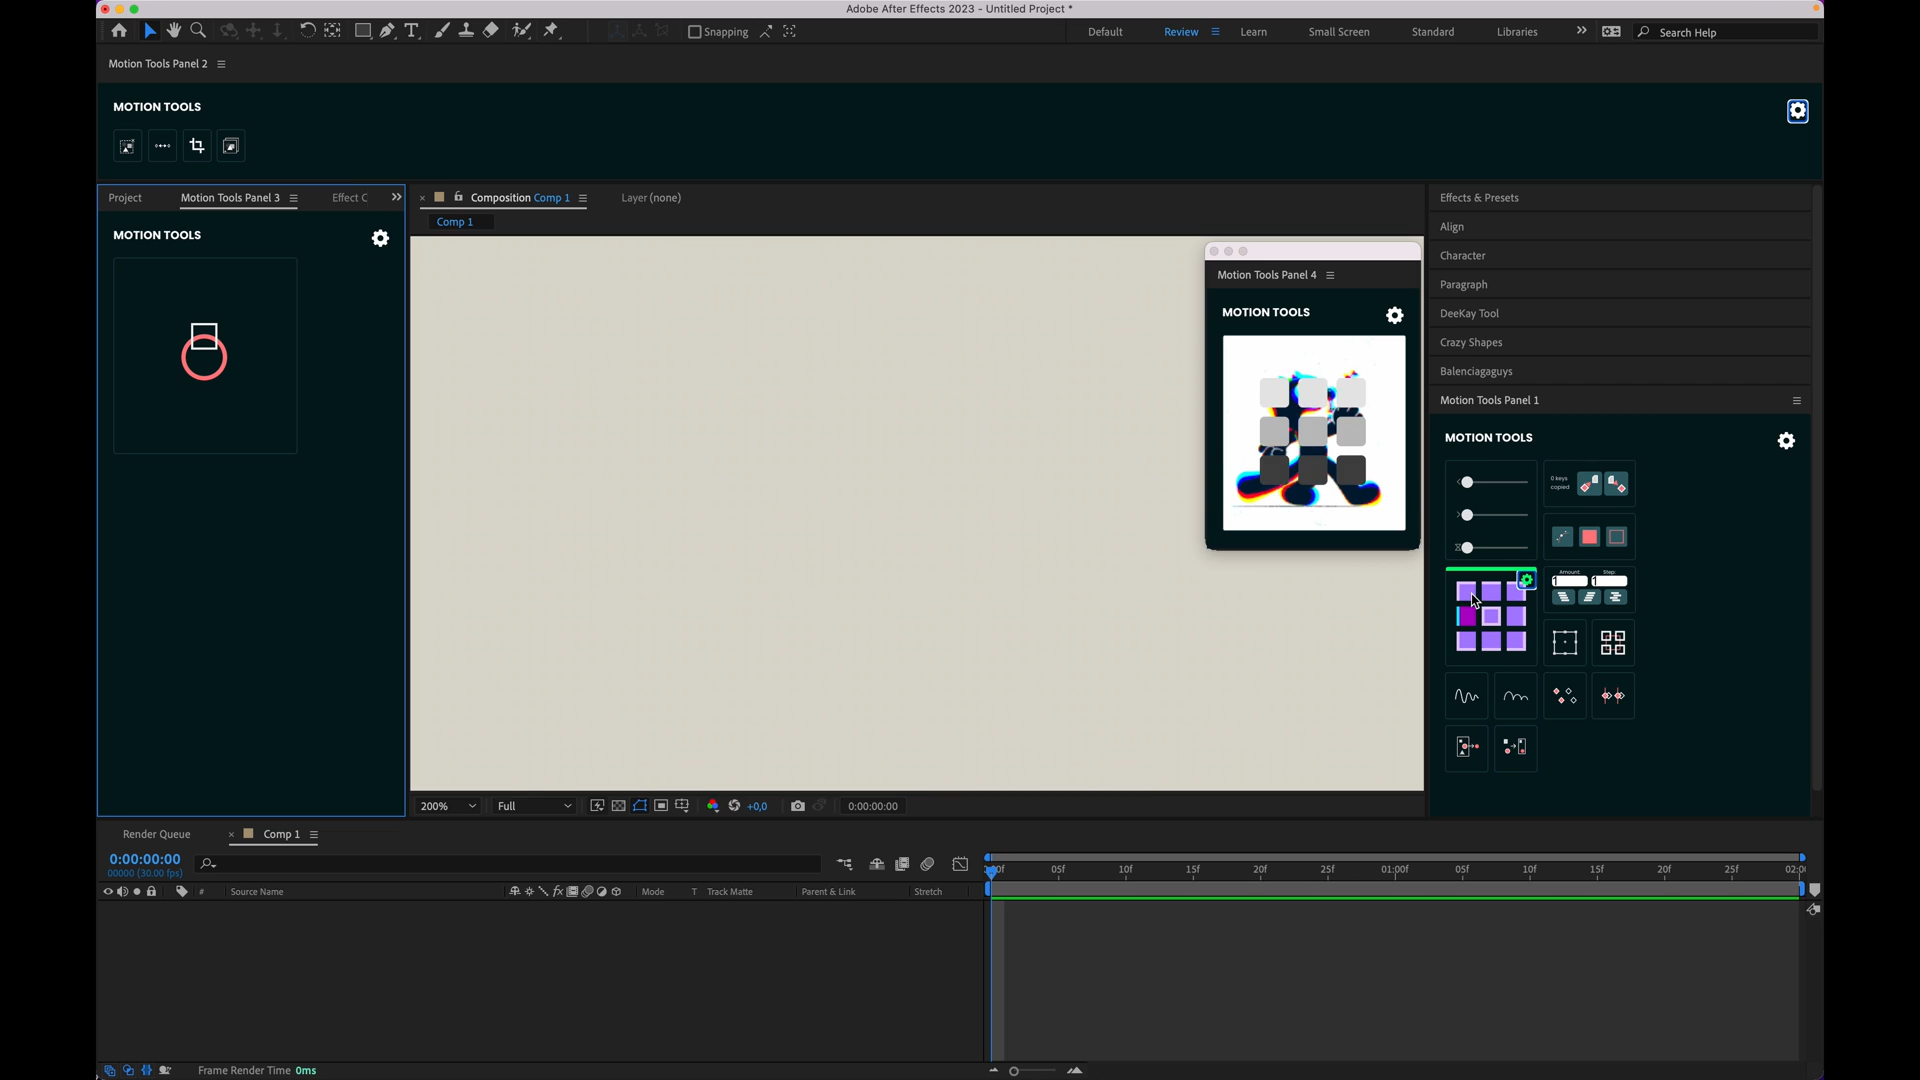 Adobe After Effects 2023 - Untitled Project *
Snapping
Default
Review
Learn
Small Screen
Standard
Libraries
Search Help
Motion Tools Panel 2
MOTION TOOLS
Project
Motion Tools Panel 3
Effect C
MOTION TOOLS
Composition Comp 1
Layer (none)
Comp 1
Motion Tools Panel 4
MOTION TOOLS
Effects & Presets
Align
Character
Paragraph
DeeKay Tool
Crazy Shapes
Balenciagaguys
Motion Tools Panel 1
MOTION TOOLS
0 keys
copied
Amount:
Step:
1
1
200%
Full
+0,0
0:00:00:00
Render Queue
Comp 1
0:00:00:00
00000 (30.00 fps)
05f
10f
15f
20f
25f
01:00f
05f
10f
15f
20f
25f
#
Source Name
Mode
T
Track Matte
Parent & Link
Stretch
Frame Render Time 0ms